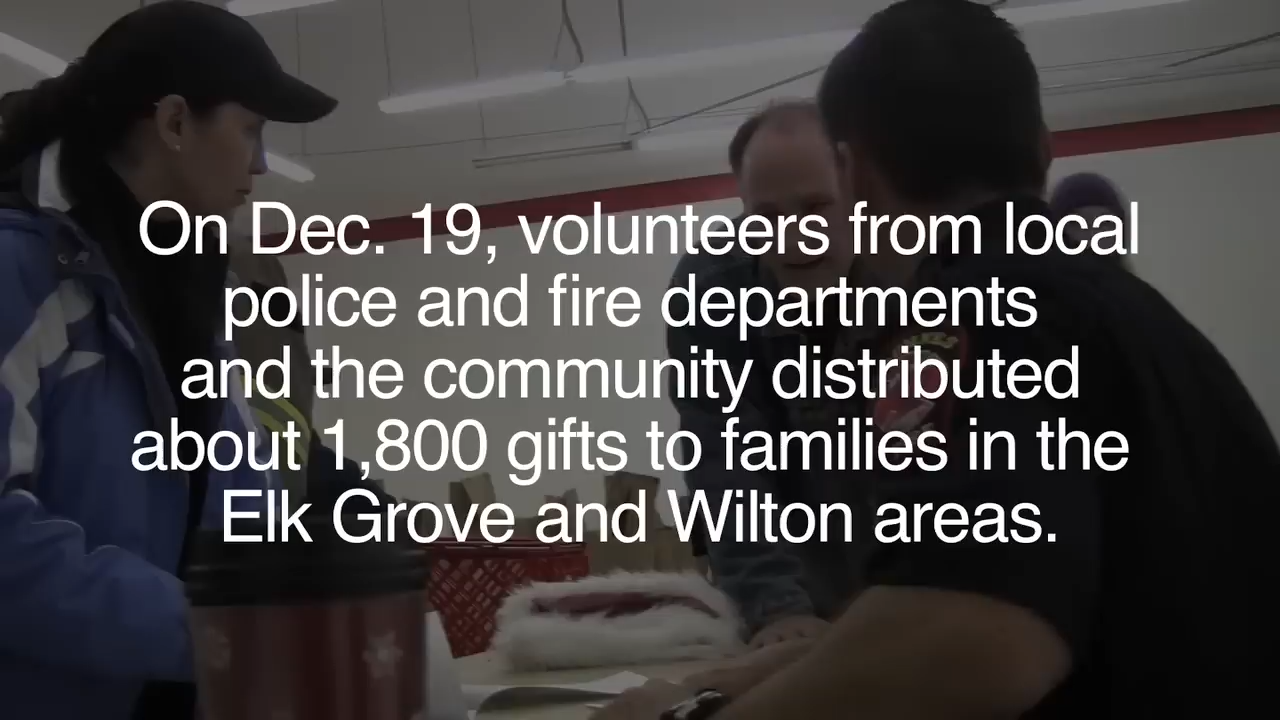 On Dec. 19, volunteers from local
police and fire departments
and the community distributed
about 1,800 gifts to families in the
Elk Grove and Wilton areas.